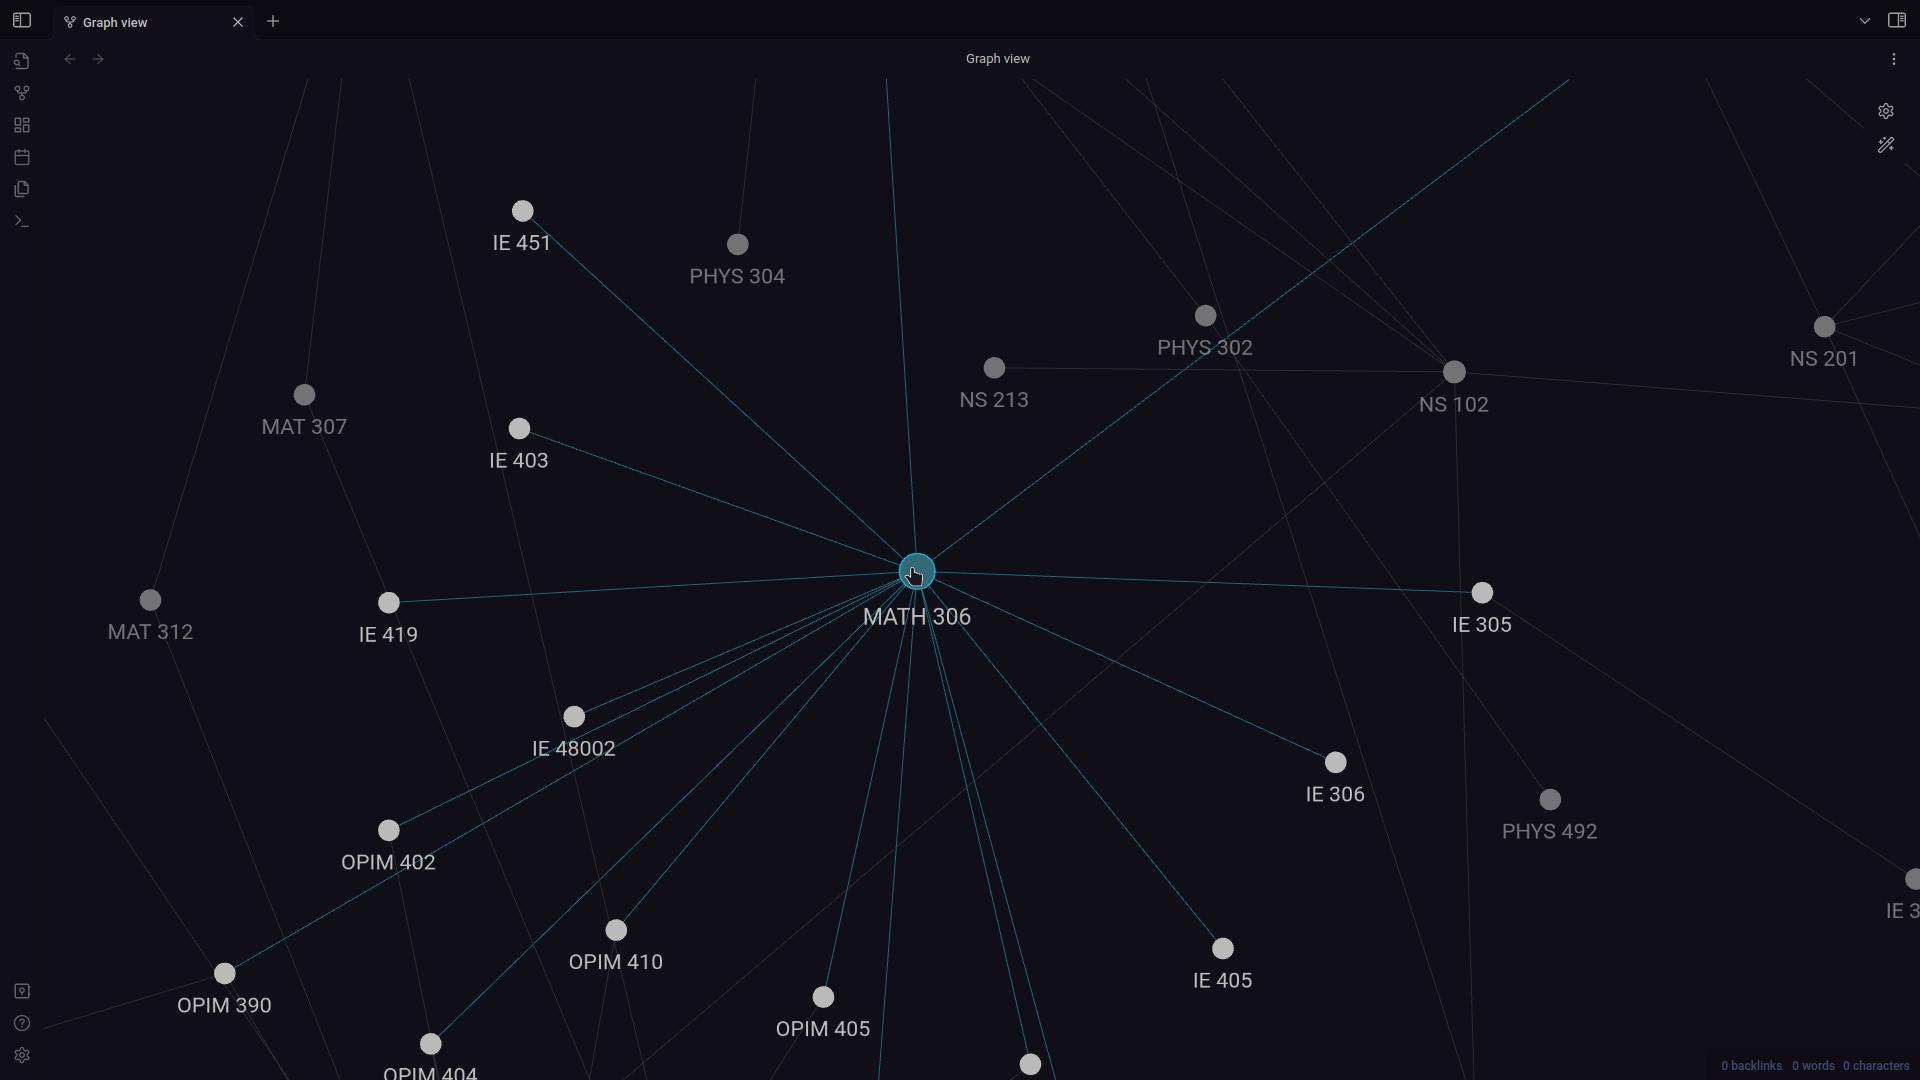 Graph view
Graph view
IE 451
PHYS 304
PHYS 302
NS 201
NS 213
NS 102
MAT 307
IE 403
MATH 306
IE 305
MAT 312
IE 419
IE 48002
IE 306
PHYS 492
OPIM 402
IE 3
OPIM 410
IE 405
OPIM 390
OPIM 405
OPIM 404
0 backlinks 0 words 0 characters